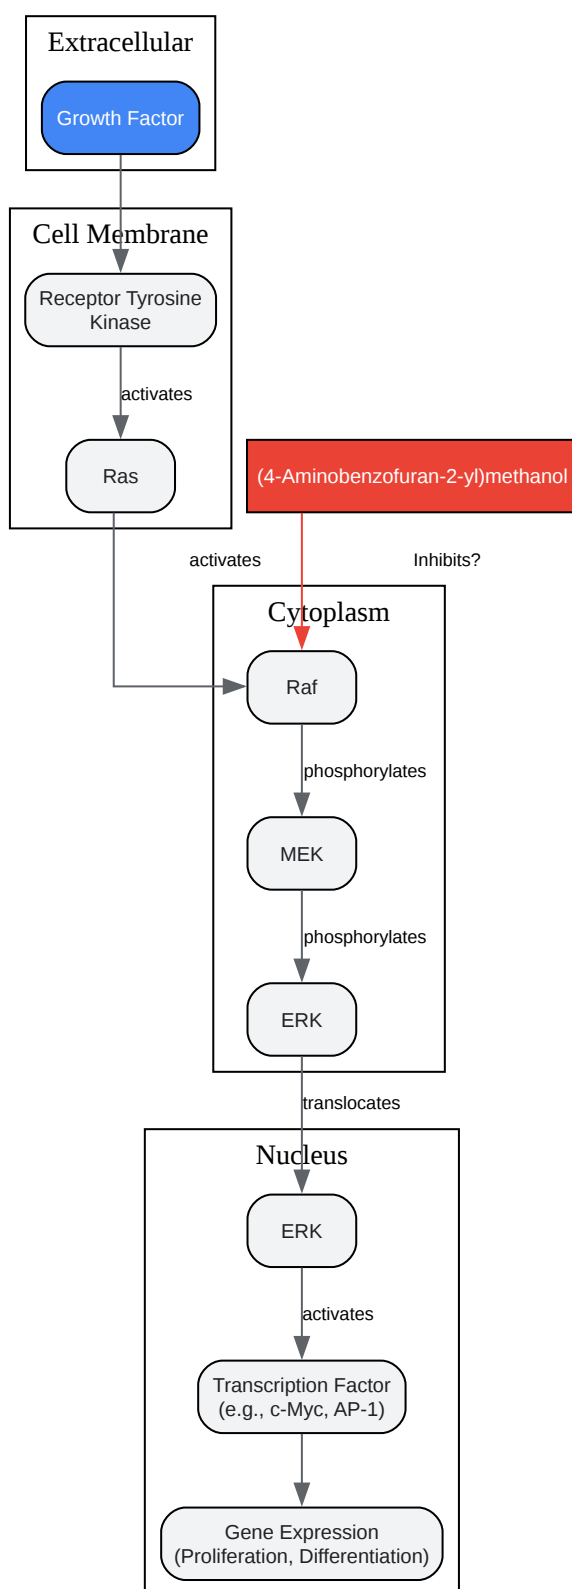 Extracellular
Growth Factor
Cell Membrane
Receptor Tyrosine
Kinase
activates
Ras
(4-Aminobenzofuran-2-yl)methanol
activates
Inhibits?
Cytoplasm
Raf
phosphorylates
MEK
phosphorylates
ERK
translocates
Nucleus
ERK
activates
Transcription Factor
(e.g., c-Myc, AP-1)
Gene Expression
(Proliferation, Differentiation)